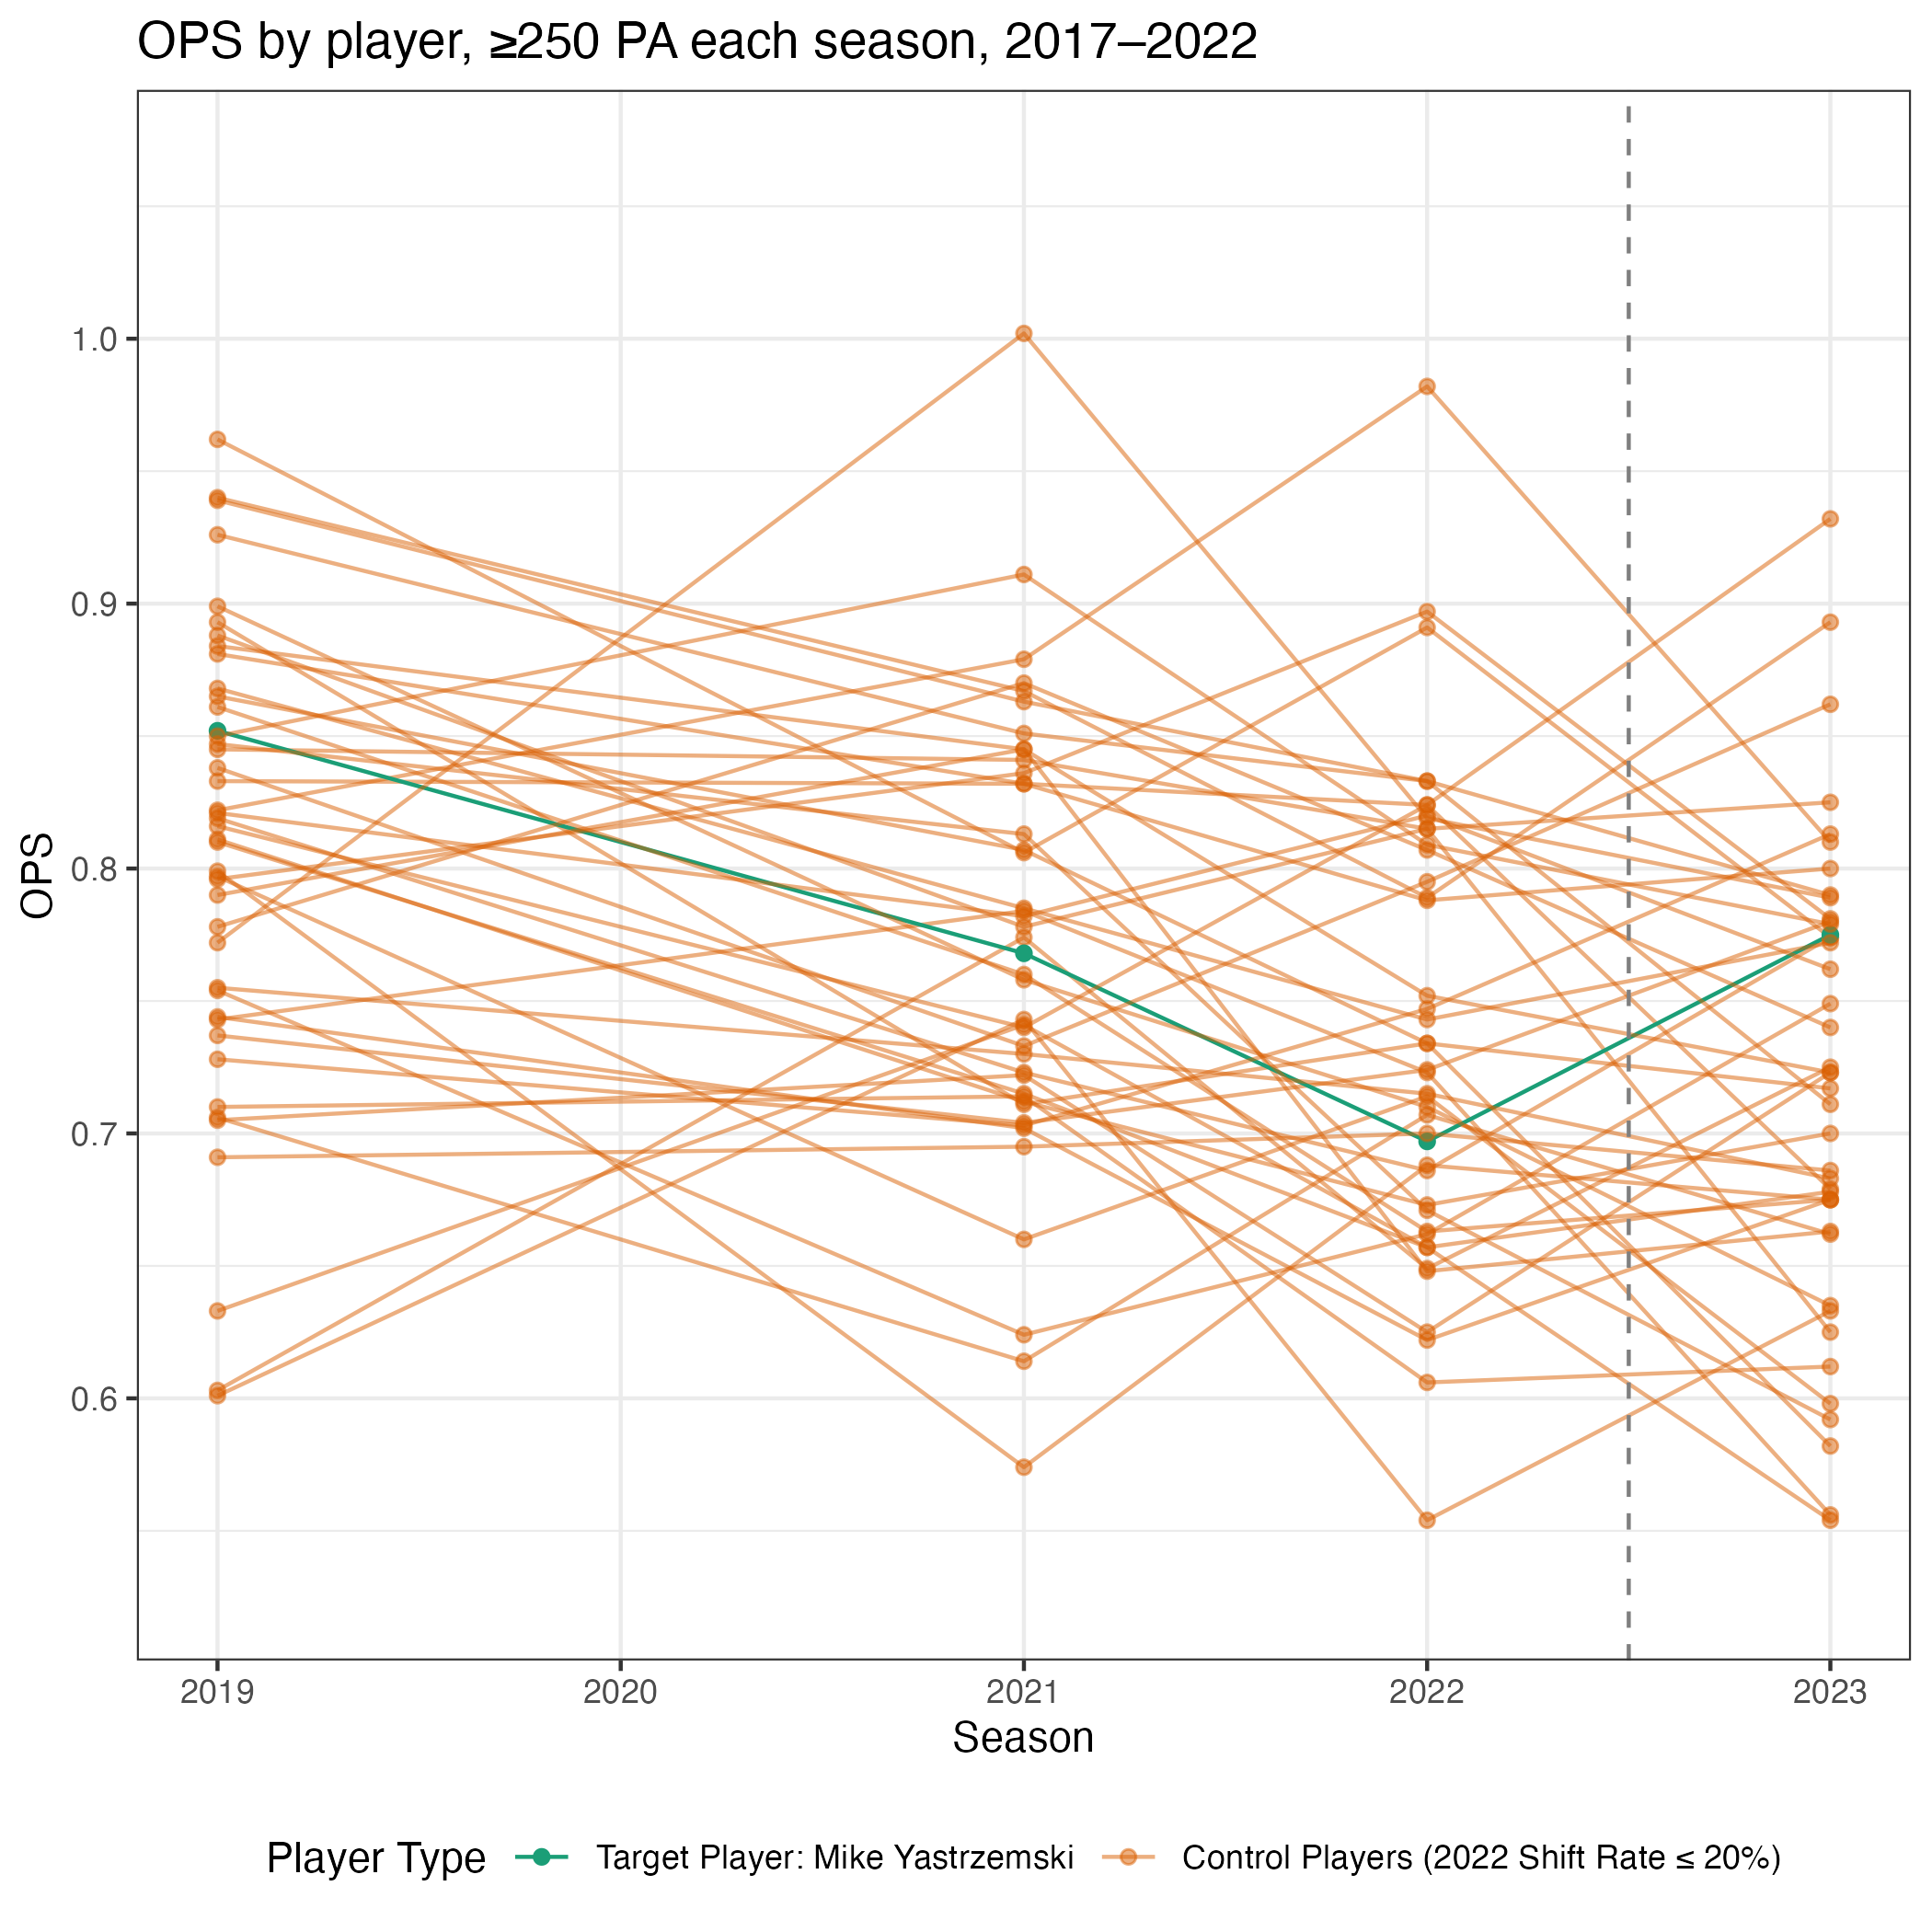 OPS by player, ≥250 PA each season, 2017–2022
OPS
1.0
0.9
0.8
0.7
0.6
2019 2020 2021 2022 2023
Season
Player Type Target Player: Mike Yastrzemski Control Players (2022 Shift Rate ≤ 20%)